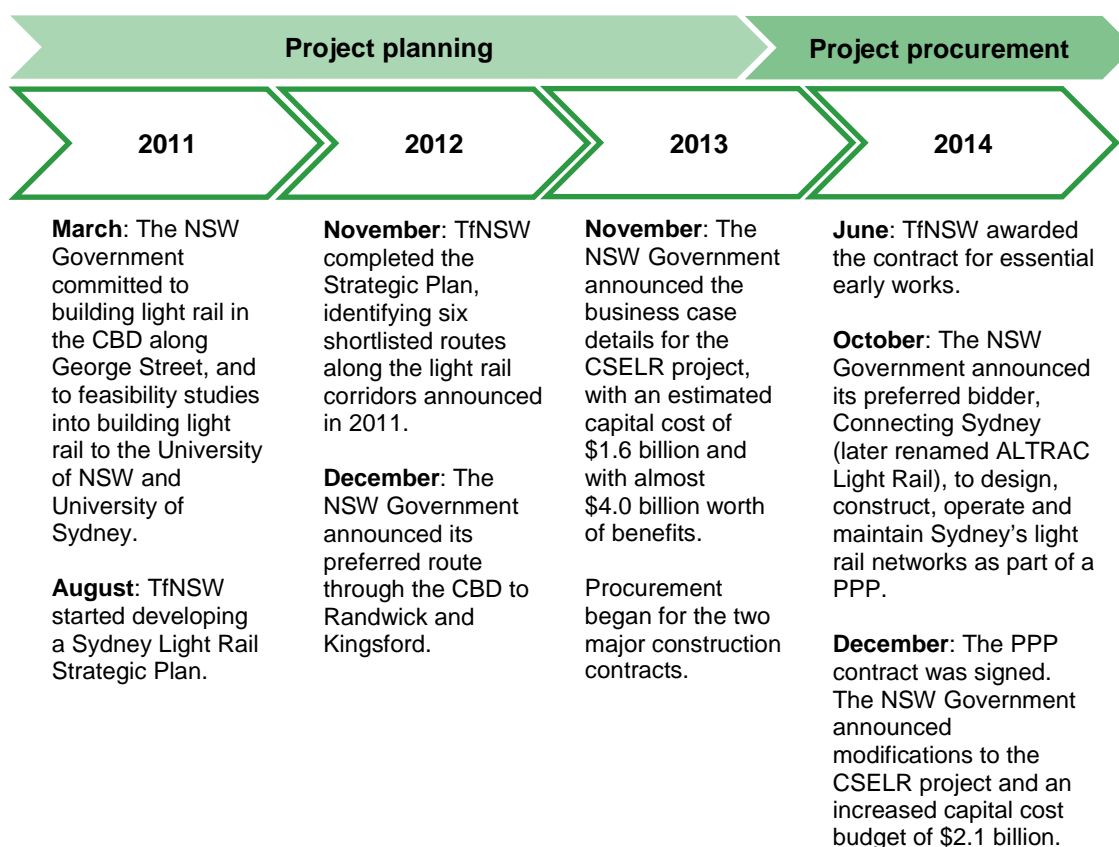 Project planning
Project procurement
2011
2012
2013
2014
March: The NSW
Government
committed to
building light rail in
the CBD along
George Street, and
to feasibility studies
into building light
rail to the University
of NSW and
University of
Sydney.
August: TfNSW
started developing
a Sydney Light Rail
Strategic Plan.
November: TfNSW
completed the
Strategic Plan,
identifying six
shortlisted routes
along the light rail
corridors announced
in 2011.
December: The
NSW Government
announced its
preferred route
through the CBD to
Randwick and
Kingsford.
November: The
NSW Government
announced the
business case
details for the
CSELR project,
with an estimated
capital cost of
$1.6 billion and
with almost
$4.0 billion worth
of benefits.
Procurement
began for the two
major construction
contracts.
June: TfNSW awarded
the contract for essential
early works.
October: The NSW
Government announced
its preferred bidder,
Connecting Sydney
(later renamed ALTRAC
Light Rail), to design,
construct, operate and
maintain Sydney’s light
rail networks as part of a
PPP.
December: The PPP
contract was signed.
The NSW Government
announced
modifications to the
CSELR project and an
increased capital cost
budget of $2.1 billion.